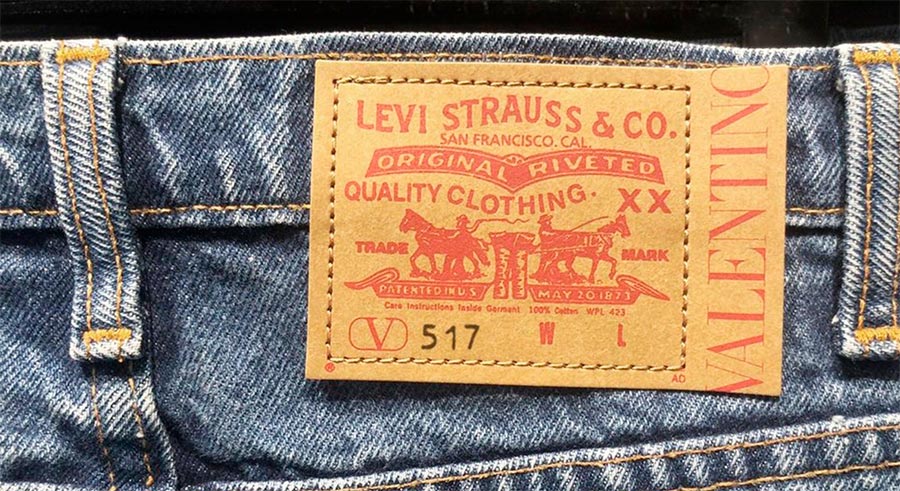 LEVI STRAUSS & CO.
SAN FRANCISCO. CAL.
ORIGINAL RIVETED
QUALITY CLOTHING. XX
TRADE MARK
PATENTED IN U.S MAY 20 1873
Care Instructions Inside Garment 100% Cotton WPL 423
V 517 W L
® AD
VALENTINO